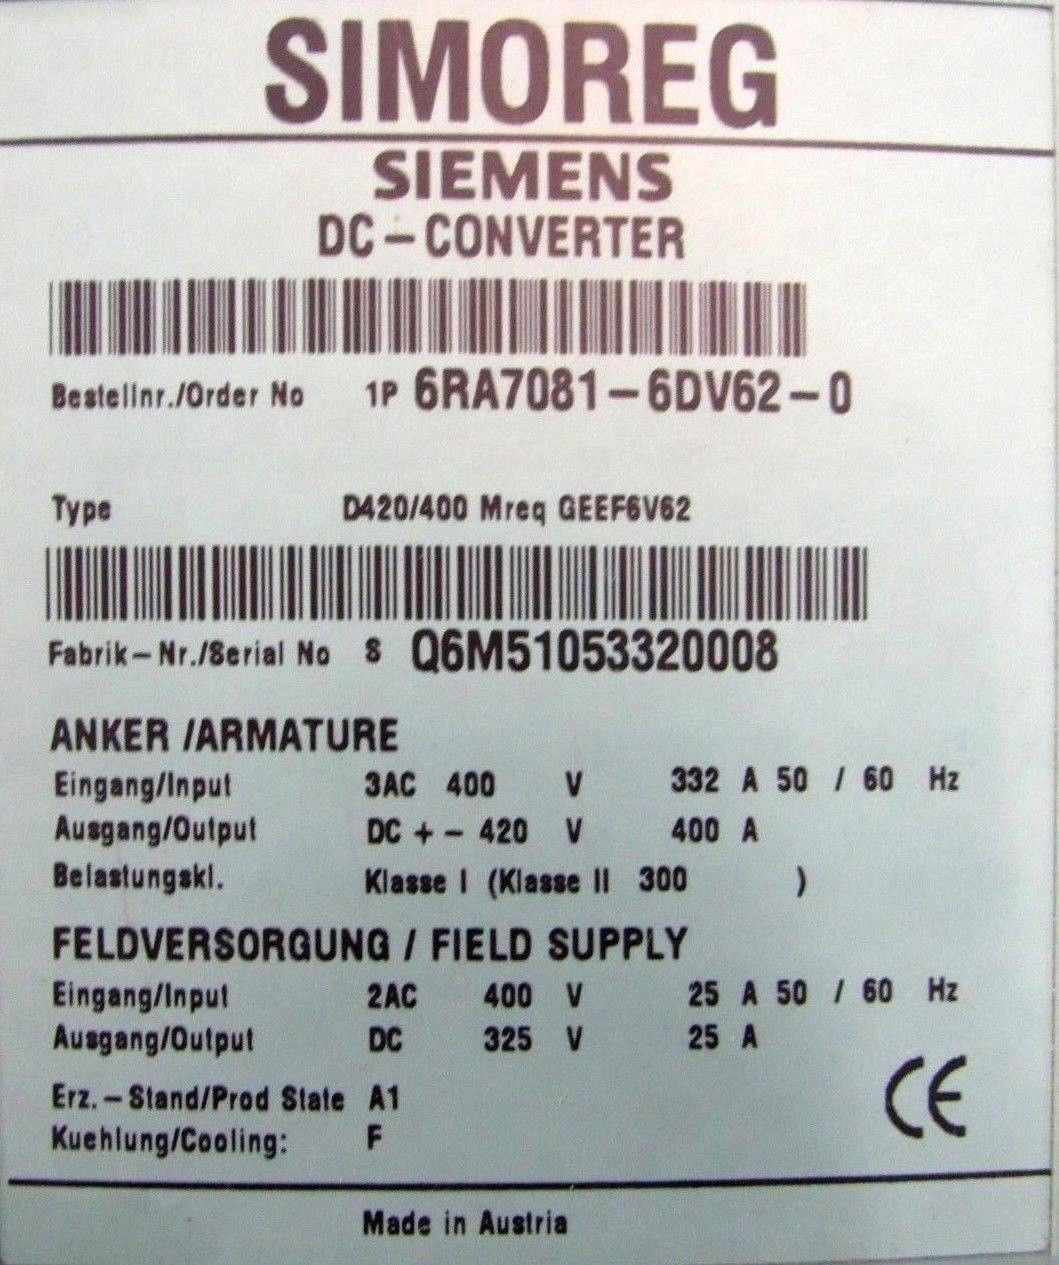 SIMOREG
SIEMENS
DC-CONVERTER
Bestellnr./Order No 1P 6RA7081-6DV62-0
Type D420/400 Mreq GEEF6V62
Fabrik-Nr./Serial No S Q6M51053320008
ANKER /ARMATURE
Eingang/Input 3AC 400 V 332 A 50 / 60 Hz
Ausgang/Output DC +- 420 V 400 A
Belastungskl. Klasse I (Klasse II 300 )
FELDVERSORGUNG / FIELD SUPPLY
Eingang/Input 2AC 400 V 25 A 50 / 60 Hz
Ausgang/Output DC 325 V 25 A
Erz.-Stand/Prod State A1
Kuehlung/Cooling: F
CE
Made in Austria